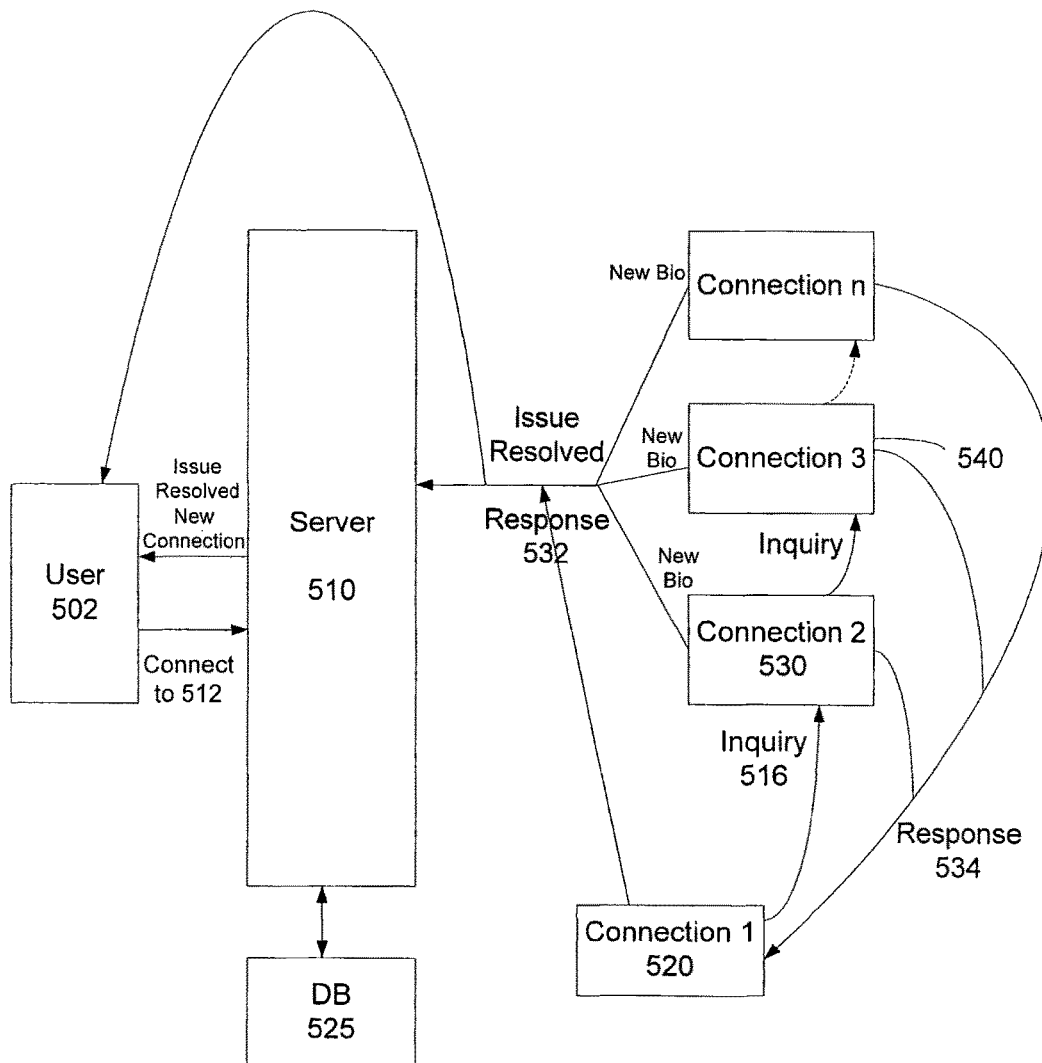 New Bio
Connection n
Issue
Resolved
New
Bio
Connection 3
540
Issue
Resolved
New
Connection
Server
510
Response
532
Inquiry
User
502
New
Bio
Connection 2
530
Connect
to 512
Inquiry
516
Response
534
Connection 1
520
DB
525